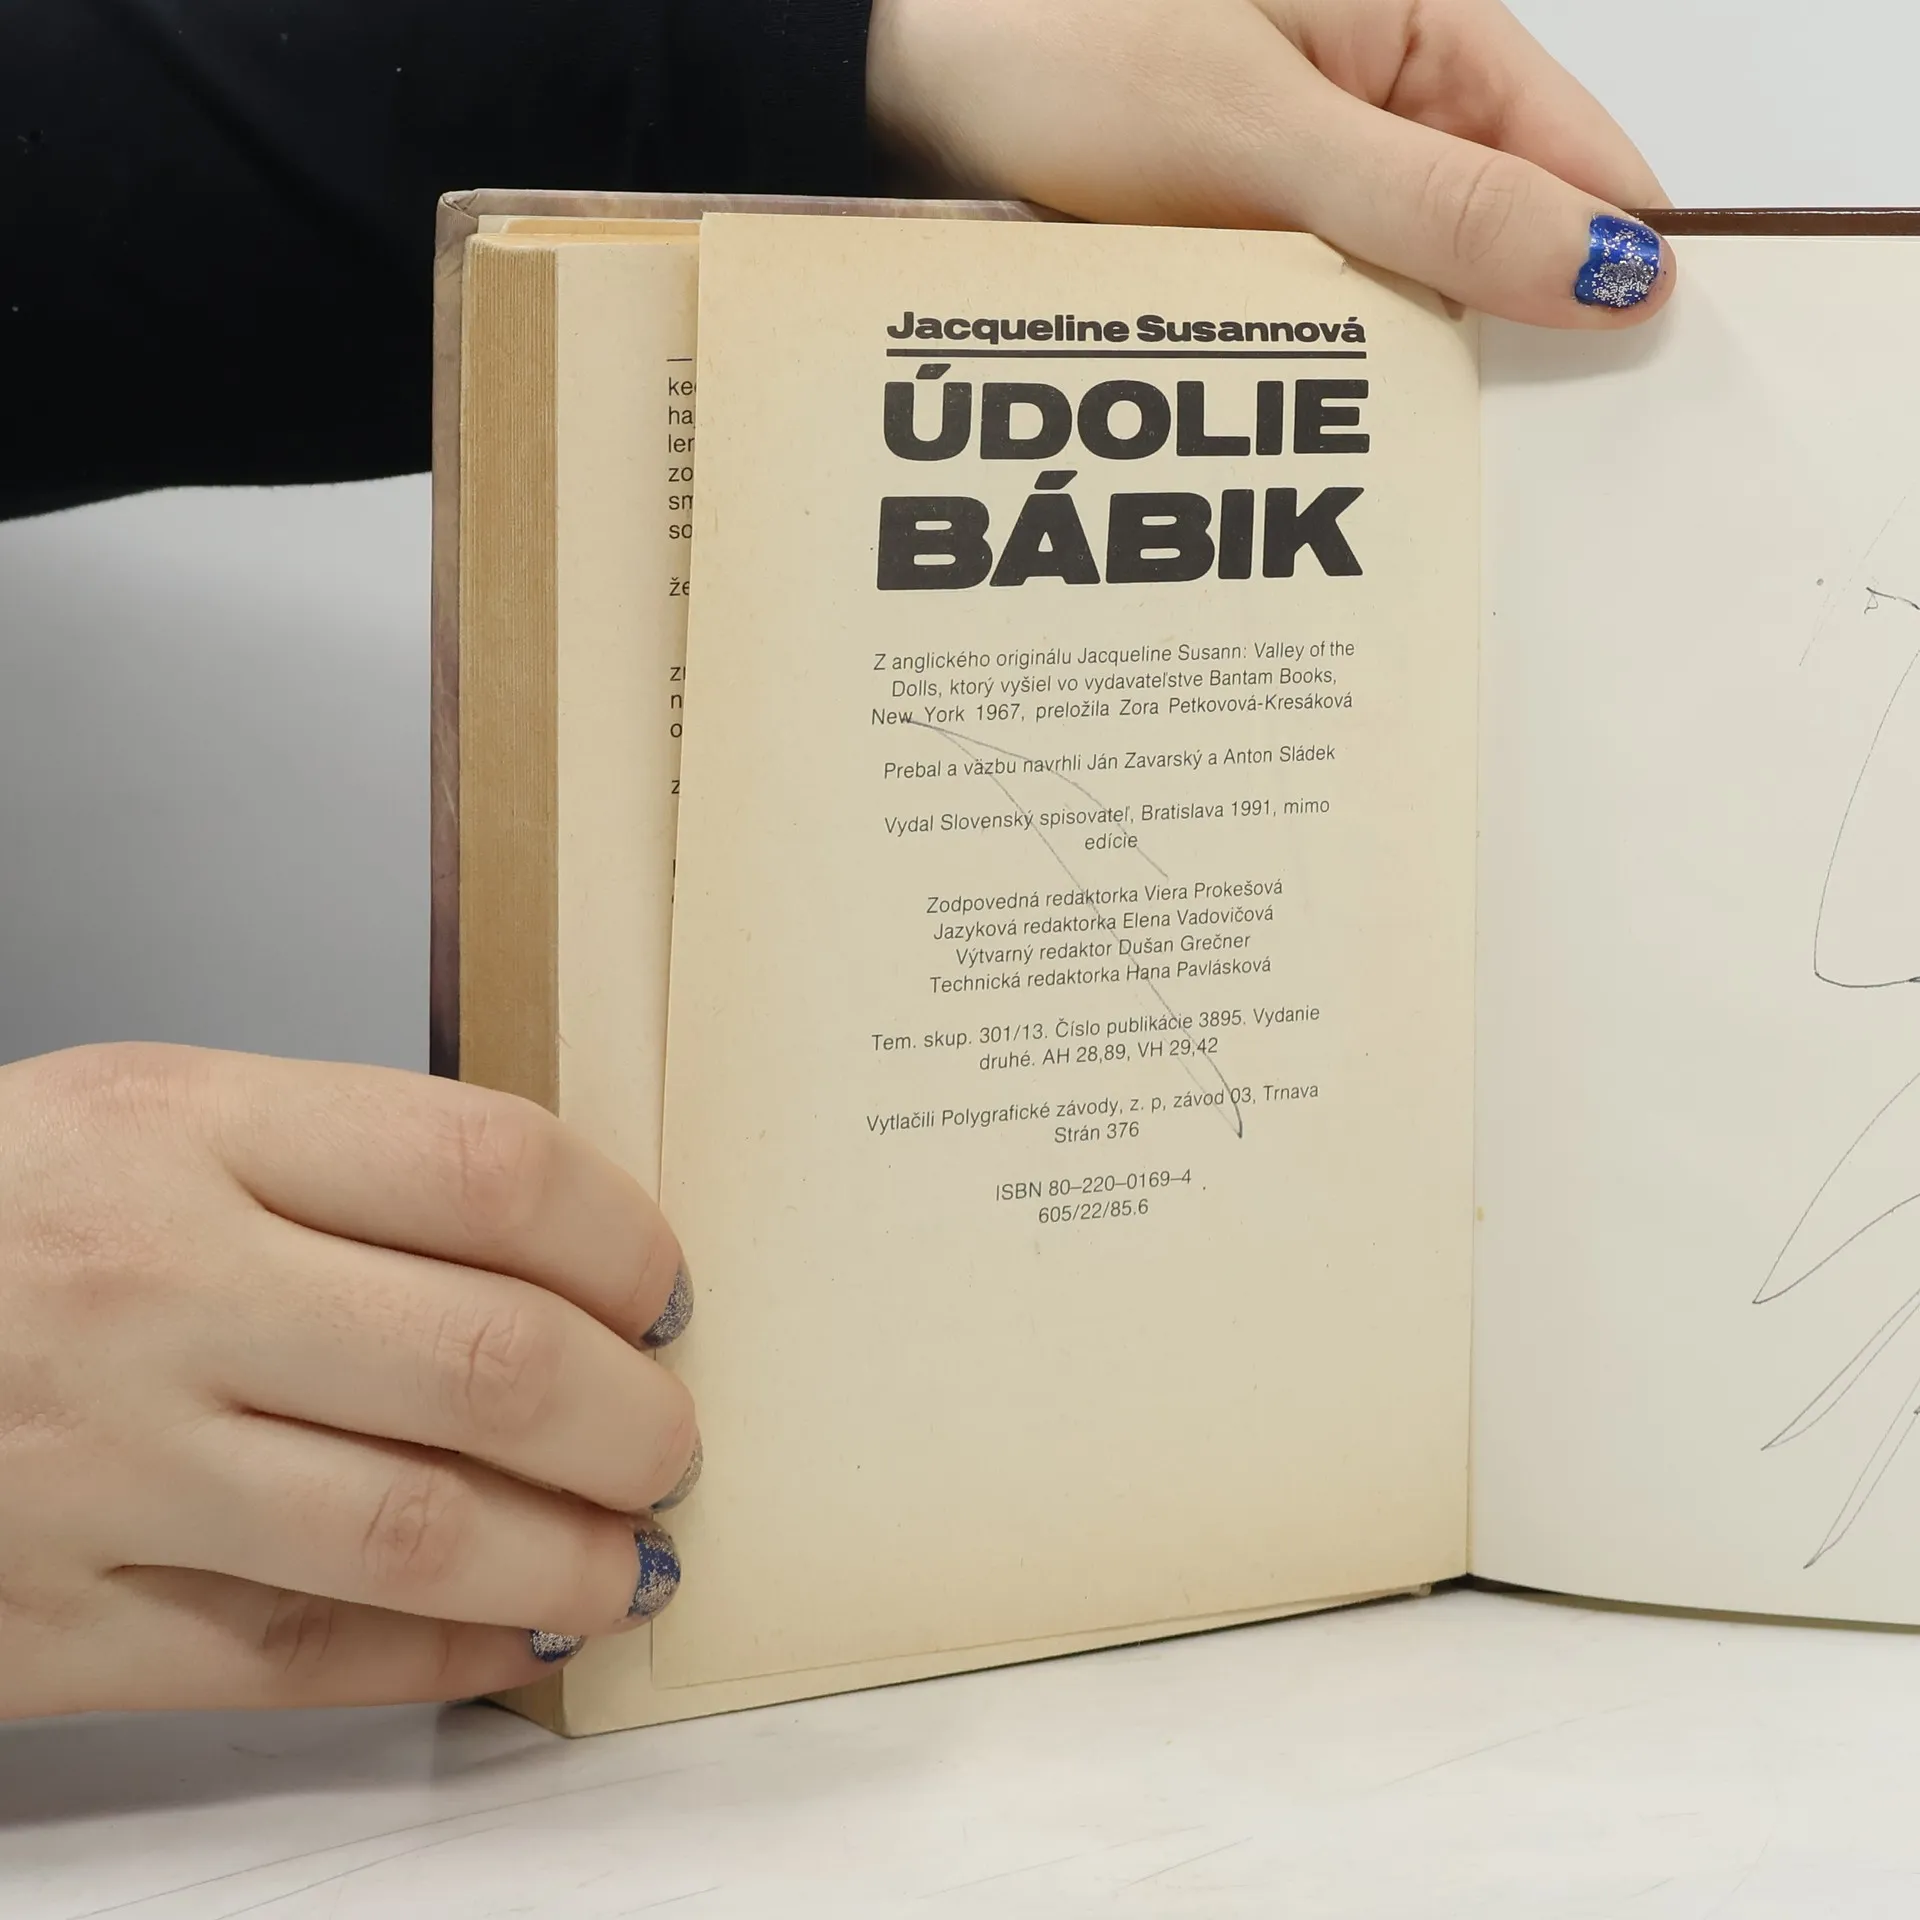 Jacqueline Susannová
ÚDOLIE
BÁBIK
Z anglického originálu Jacqueline Susann: Valley of the
Dolls, ktorý vyšiel vo vydavateľstve Bantam Books,
New York 1967, preložila Zora Petkovová-Kresáková
Prebal a väzbu navrhli Ján Zavarský a Anton Sládek
Vydal Slovenský spisovateľ, Bratislava 1991, mimo
edície
Zodpovedná redaktorka Viera Prokešová
Jazyková redaktorka Elena Vadovičová
Výtvarný redaktor Dušan Grečner
Technická redaktorka Hana Pavlásková
Tem. skup. 301/13. Číslo publikácie 3895. Vydanie
druhé. AH 28,89, VH 29,42
Vytlačili Polygrafické závody, z. p, závod 03, Trnava
Strán 376
ISBN 80–220–0169–4
605/22/85.6